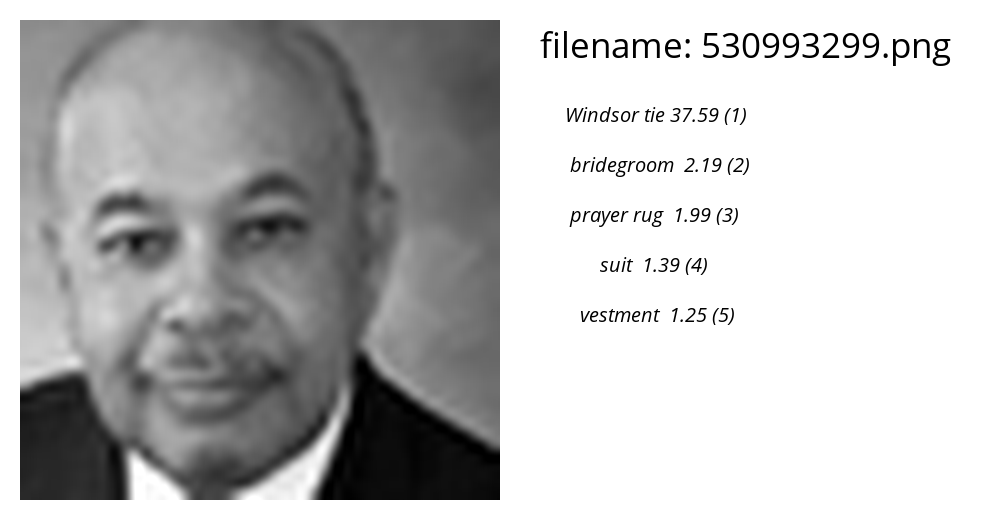 filename: 530993299.png
Windsor tie 37.59 (1)
bridegroom 2.19 (2)
prayer rug 1.99 (3)
suit 1.39 (4)
vestment 1.25 (5)